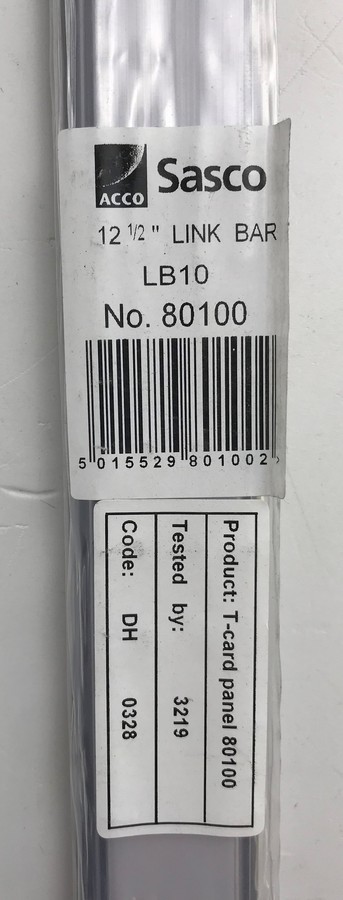 ACCO
Sasco
12 1/2" LINK BAR
LB10
No. 80100
5 015529 801002 >
Product: T-card panel 80100
Tested by: 3219
Code: DH 0328